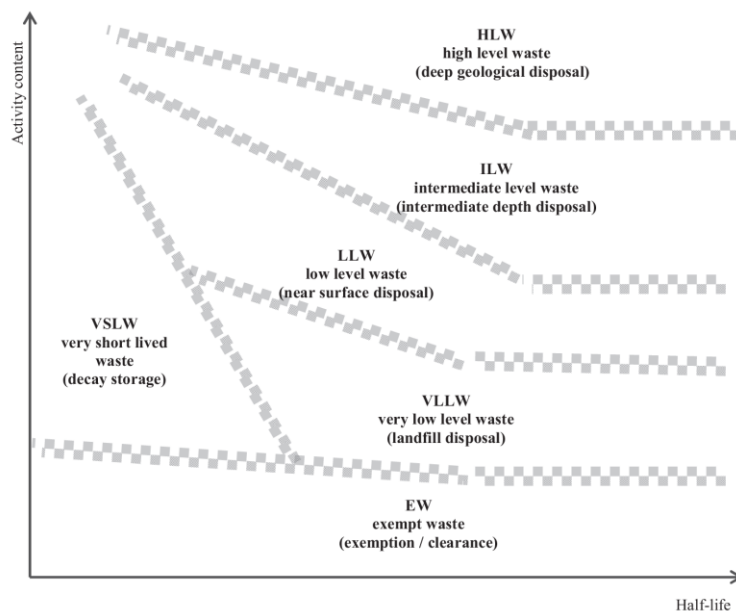 Activity content
HLW
high level waste
(deep geological disposal)
ILW
intermediate level waste
(intermediate depth disposal)
LLW
low level waste
(near surface disposal)
VSLW
very short lived
waste
(decay storage)
VLLW
very low level waste
(landfill disposal)
EW
exempt waste
(exemption / clearance)
Half-life